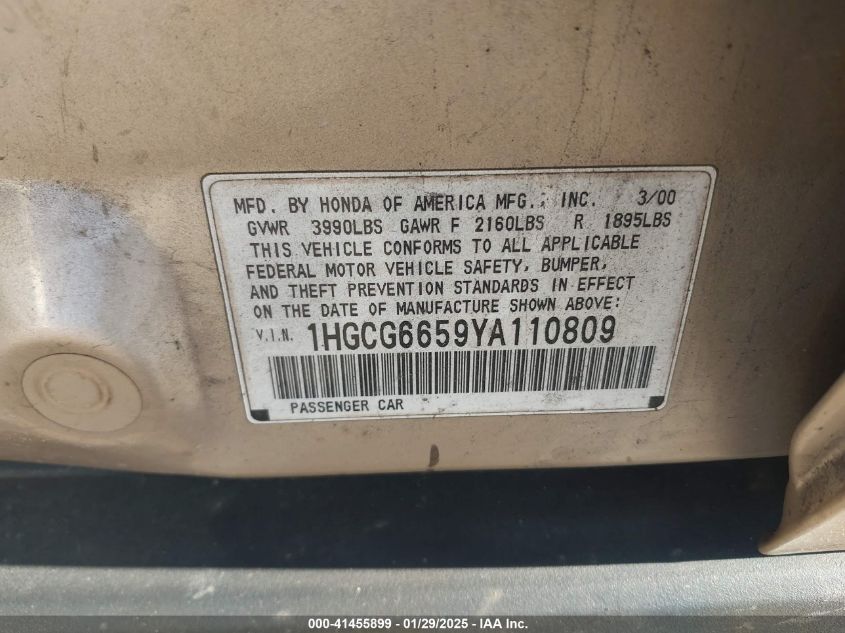 MFD. BY HONDA OF AMERICA MFG., INC. 3/00
GVWR 3990LBS GAWR F 2160LBS R 1895LBS
THIS VEHICLE CONFORMS TO ALL APPLICABLE
FEDERAL MOTOR VEHICLE SAFETY, BUMPER,
AND THEFT PREVENTION STANDARDS IN EFFECT
ON THE DATE OF MANUFACTURE SHOWN ABOVE:
V.I.N. 1HGCG6659YA110809
PASSENGER CAR
000-41455899 - 01/29/2025 - IAA Inc.